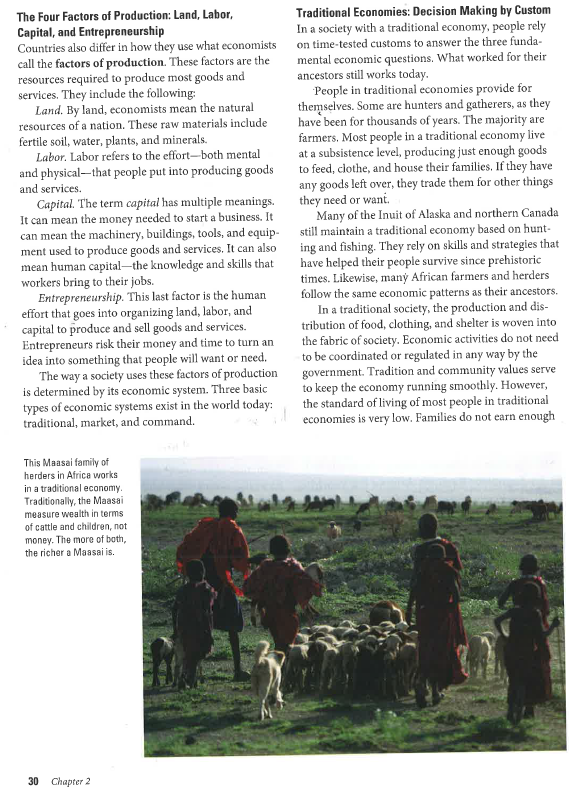 The Four Factors of Production: Land, Labor,
Capital, and Entrepreneurship
Countries also differ in how they use what economists
call the factors of production. These factors are the
resources required to produce most goods and
services. They include the following:
Land. By land, economists mean the natural
resources of a nation. These raw materials include
fertile soil, water, plants, and minerals.
Labor. Labor refers to the effort—both mental
and physical—that people put into producing goods
and services.
Capital. The term capital has multiple meanings.
It can mean the money needed to start a business. It
can mean the machinery, buildings, tools, and equip-
ment used to produce goods and services. It can also
mean human capital—the knowledge and skills that
workers bring to their jobs.
Entrepreneurship. This last factor is the human
effort that goes into organizing land, labor, and
capital to produce and sell goods and services.
Entrepreneurs risk their money and time to turn an
idea into something that people will want or need.
The way a society uses these factors of production
is determined by its economic system. Three basic
types of economic systems exist in the world today:
traditional, market, and command.
Traditional Economies: Decision Making by Custom
In a society with a traditional economy, people rely
on time-tested customs to answer the three funda-
mental economic questions. What worked for their
ancestors still works today.
People in traditional economies provide for
themselves. Some are hunters and gatherers, as they
have been for thousands of years. The majority are
farmers. Most people in a traditional economy live
at a subsistence level, producing just enough goods
to feed, clothe, and house their families. If they have
any goods left over, they trade them for other things
they need or want.
Many of the Inuit of Alaska and northern Canada
still maintain a traditional economy based on hunt-
ing and fishing. They rely on skills and strategies that
have helped their people survive since prehistoric
times. Likewise, many African farmers and herders
follow the same economic patterns as their ancestors.
In a traditional society, the production and dis-
tribution of food, clothing, and shelter is woven into
the fabric of society. Economic activities do not need
to be coordinated or regulated in any way by the
government. Tradition and community values serve
to keep the economy running smoothly. However,
the standard of living of most people in traditional
economies is very low. Families do not earn enough
This Maasai family of
herders in Africa works
in a traditional economy.
Traditionally, the Maasai
measure wealth in terms
of cattle and children, not
money. The more of both,
the richer a Maasai is.
30 Chapter 2